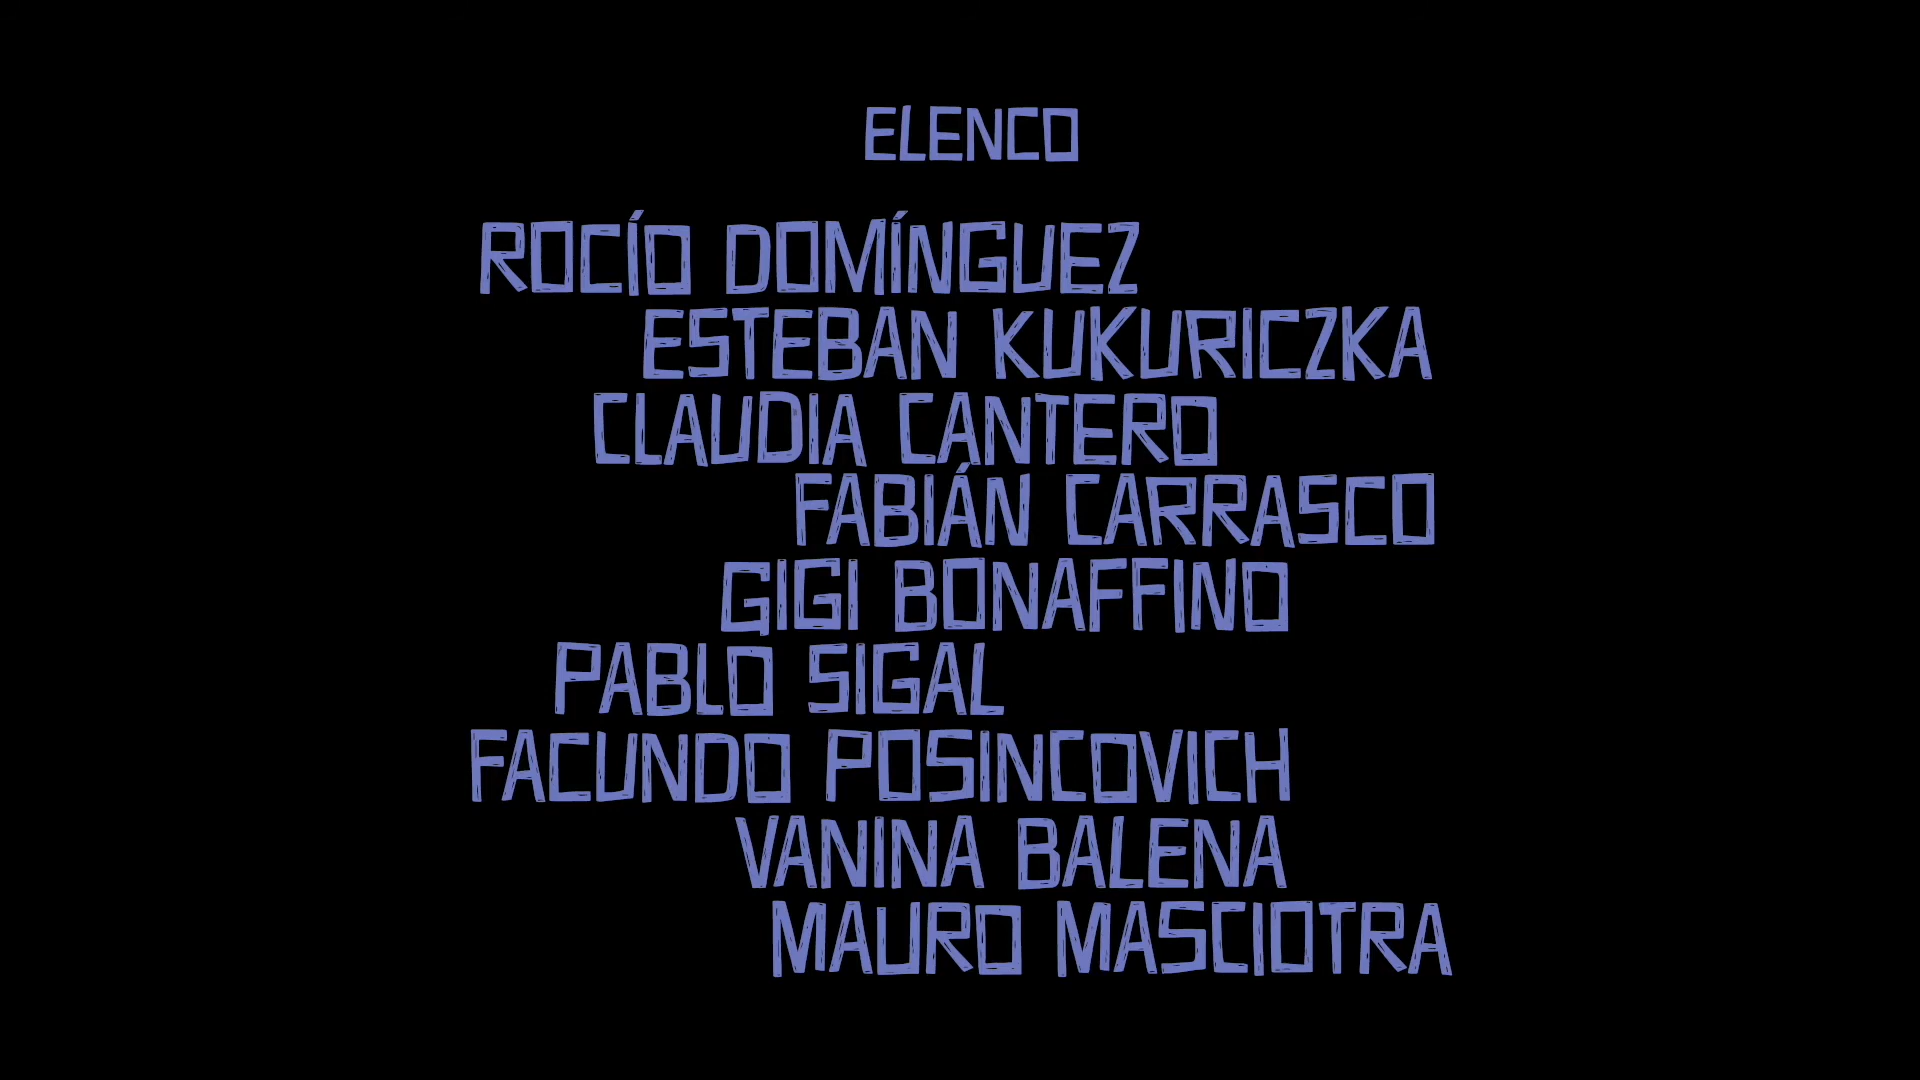 ELENCO
ROCÍO DOMÍNGUEZ
ESTEBAN KUKURICZKA
CLAUDIA CANTERO
FABIÁN CARRASCO
GIGI BONAFFINO
PABLO SIGAL
FACUNDO POSINCOVICH
VANINA BALENA
MAURO MASCIOTRA